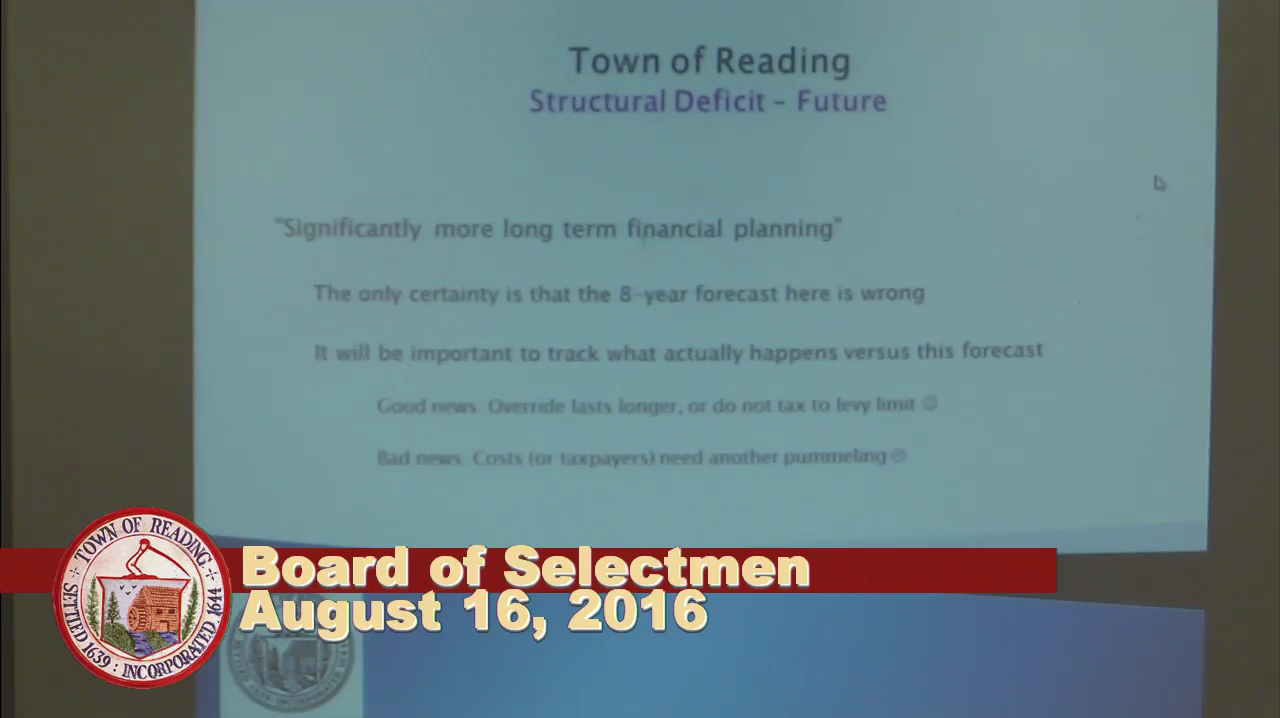 Town of Reading
Structural Deficit - Future
"Significantly more long term financial planning"
The only certainty is that the 8-year forecast here is wrong
It will be important to track what actually happens versus this forecast
Good news: Override lasts longer, or do not tax to levy limit ☺
Bad news: Costs (or taxpayers) need another pummeling ☹
Board of Selectmen
August 16, 2016
TOWN OF READING
SETTLED 1639 : INCORPORATED 1644